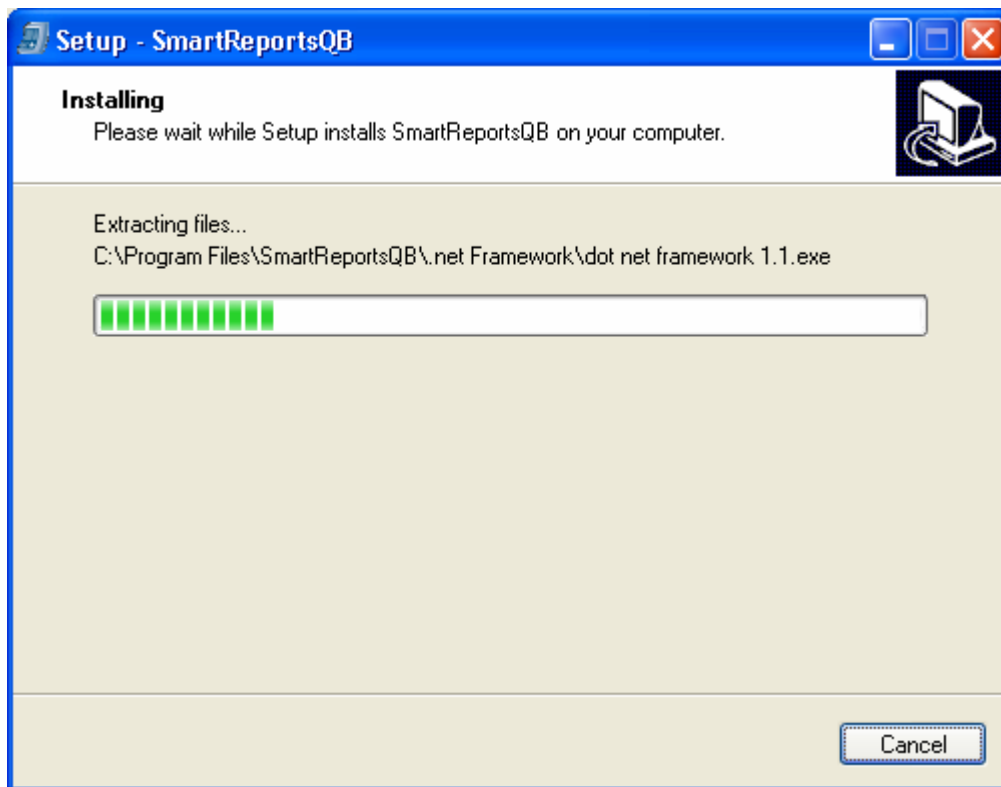 Setup - SmartReportsQB
Installing
Please wait while Setup installs SmartReportsQB on your computer.
Extracting files...
C:\Program Files\SmartReportsQB\.net Framework\dot net framework 1.1.exe
Cancel